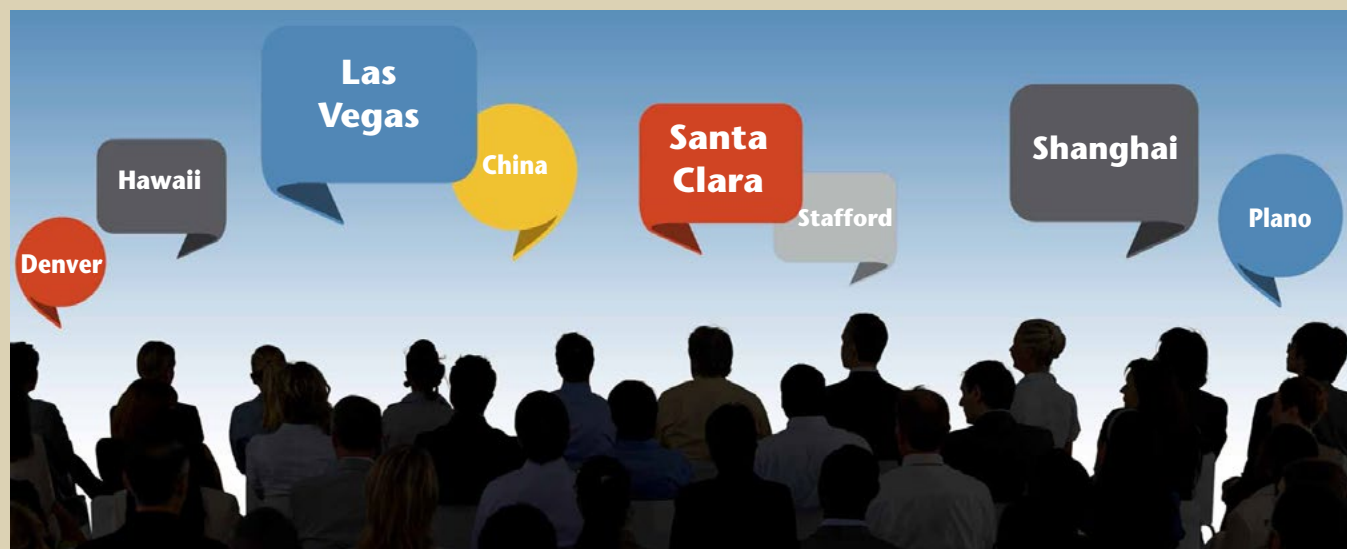 Denver
Hawaii
Las
Vegas
China
Santa
Clara
Stafford
Shanghai
Plano